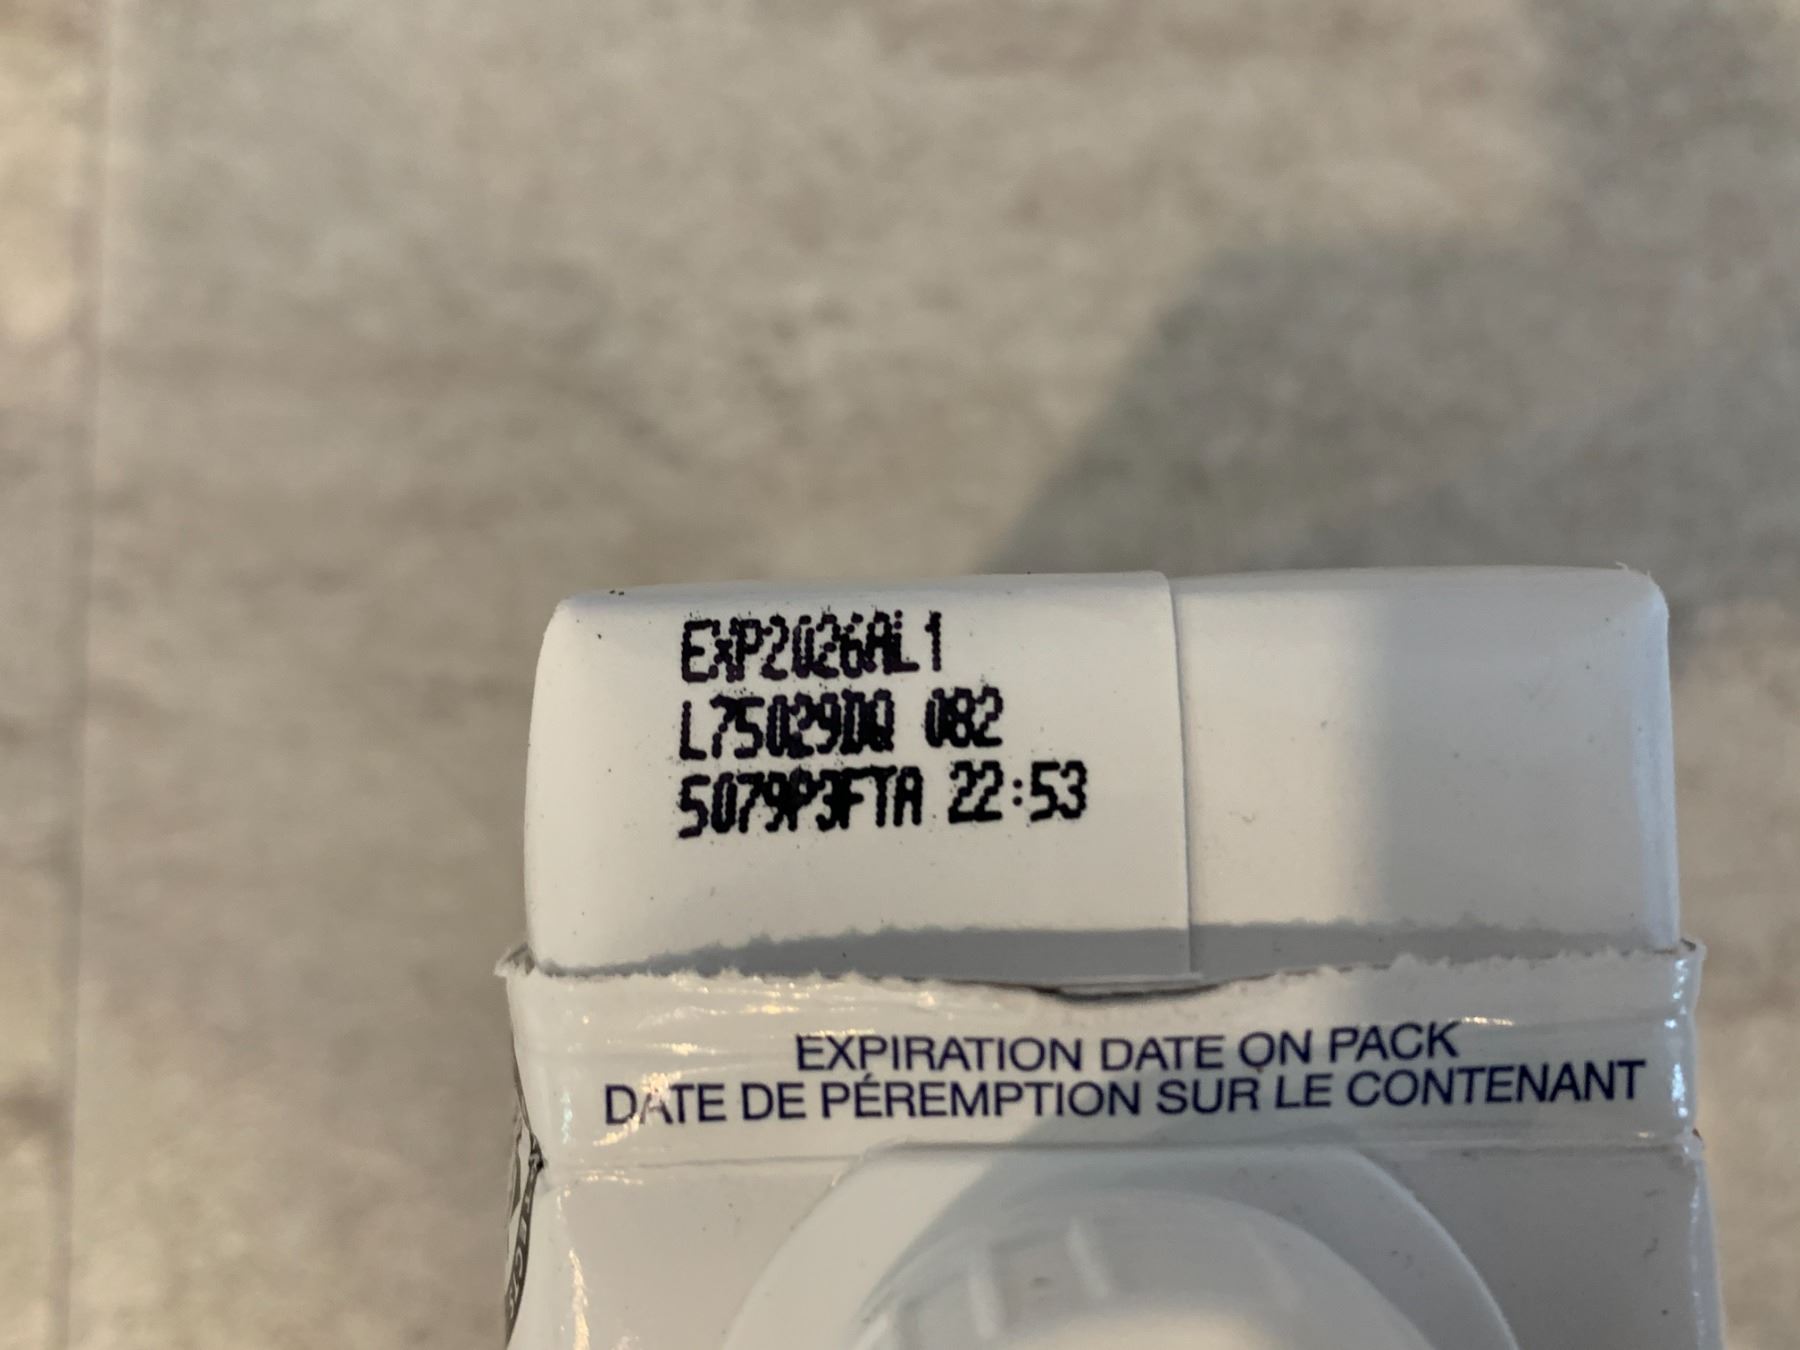 EXP2026AL1
L75029DQ 082
5079P3FTA 22:53
EXPIRATION DATE ON PACK
DATE DE PÉREMPTION SUR LE CONTENANT